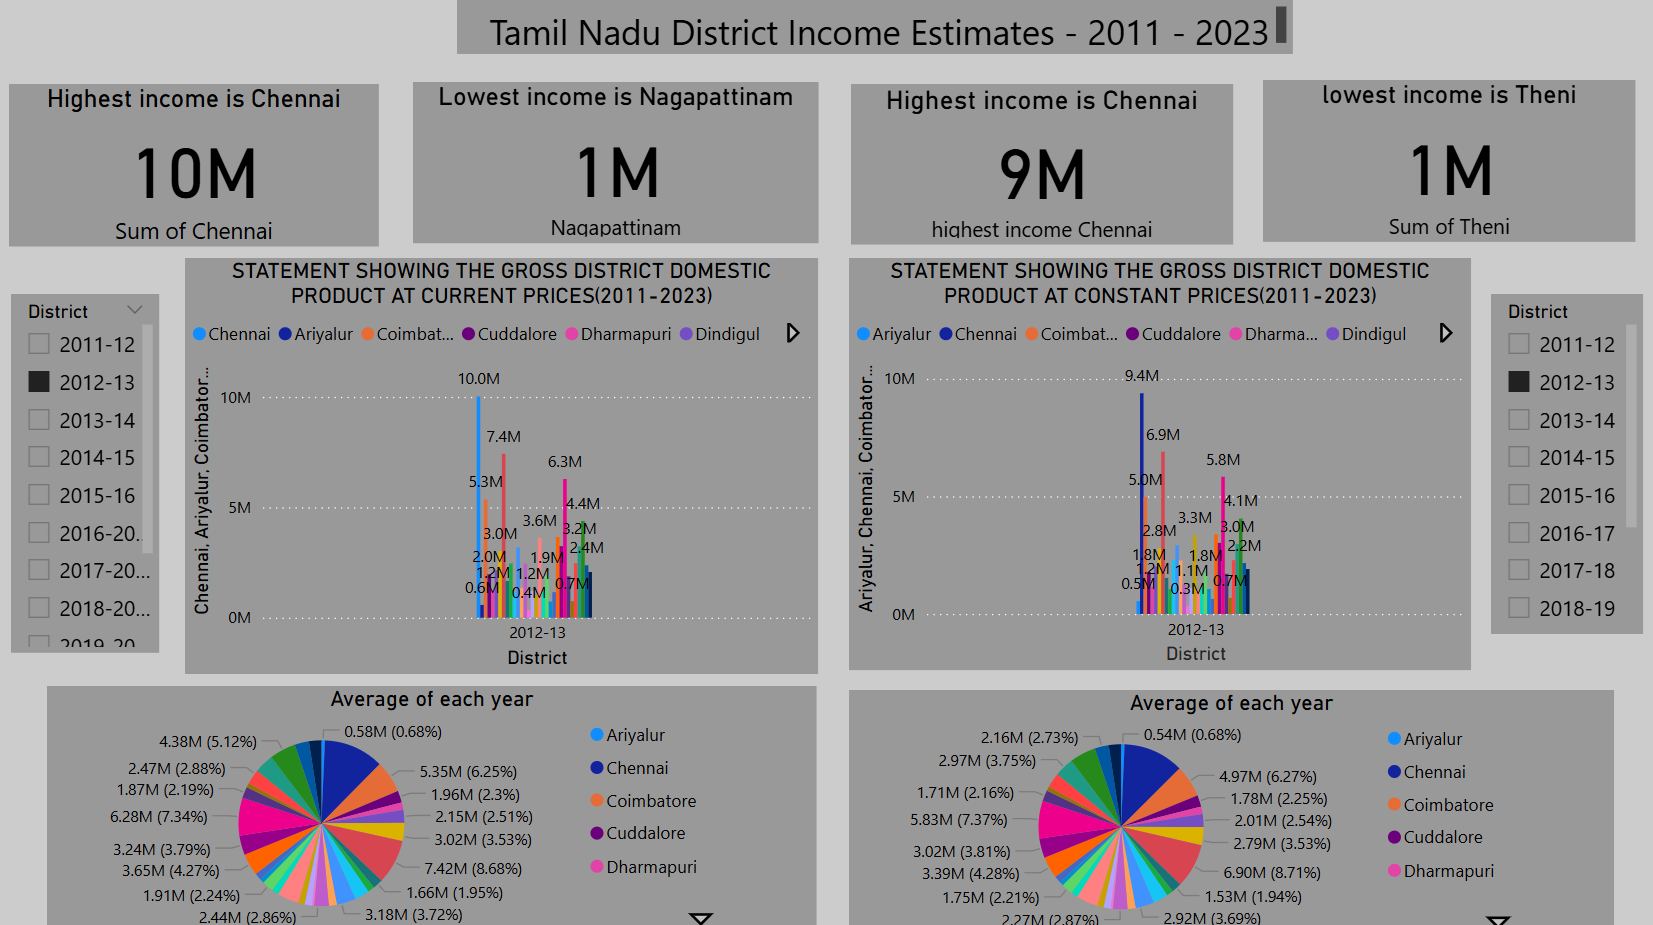 Tamil Nadu District Income Estimates - 2011 - 2023
Highest income is Chennai
10M
Sum of Chennai
Lowest income is Nagapattinam
1M
Nagapattinam
Highest income is Chennai
9M
highest income Chennai
lowest income is Theni
1M
Sum of Theni
District
2011-12
2012-13
2013-14
2014-15
2015-16
2016-20...
2017-20...
2018-20...
2019-20
STATEMENT SHOWING THE GROSS DISTRICT DOMESTIC
PRODUCT AT CURRENT PRICES(2011-2023)
Chennai Ariyalur Coimbat... Cuddalore Dharmapuri Dindigul
Chennai, Ariyalur, Coimbator...
10M
5M
0M
10.0M
7.4M
6.3M
5.3M
4.4M
3.6M
3.2M
3.0M
2.4M
2.0M
1.9M
1.2M
1.2M
0.6M
0.7M
0.4M
2012-13
District
STATEMENT SHOWING THE GROSS DISTRICT DOMESTIC
PRODUCT AT CONSTANT PRICES(2011-2023)
Ariyalur Chennai Coimbat... Cuddalore Dharma... Dindigul
Ariyalur, Chennai, Coimbator...
10M
5M
0M
9.4M
6.9M
5.8M
5.0M
4.1M
3.3M
3.0M
2.8M
2.2M
1.8M
1.8M
1.2M
1.1M
0.5M
0.7M
0.3M
2012-13
District
District
2011-12
2012-13
2013-14
2014-15
2015-16
2016-17
2017-18
2018-19
Average of each year
0.58M (0.68%)
5.35M (6.25%)
1.96M (2.3%)
2.15M (2.51%)
3.02M (3.53%)
7.42M (8.68%)
1.66M (1.95%)
3.18M (3.72%)
2.44M (2.86%)
1.91M (2.24%)
3.65M (4.27%)
3.24M (3.79%)
6.28M (7.34%)
1.87M (2.19%)
2.47M (2.88%)
4.38M (5.12%)
Ariyalur
Chennai
Coimbatore
Cuddalore
Dharmapuri
Average of each year
0.54M (0.68%)
4.97M (6.27%)
1.78M (2.25%)
2.01M (2.54%)
2.79M (3.53%)
6.90M (8.71%)
1.53M (1.94%)
2.92M (3.69%)
2.27M (2.87%)
1.75M (2.21%)
3.39M (4.28%)
3.02M (3.81%)
5.83M (7.37%)
1.71M (2.16%)
2.97M (3.75%)
2.16M (2.73%)
Ariyalur
Chennai
Coimbatore
Cuddalore
Dharmapuri